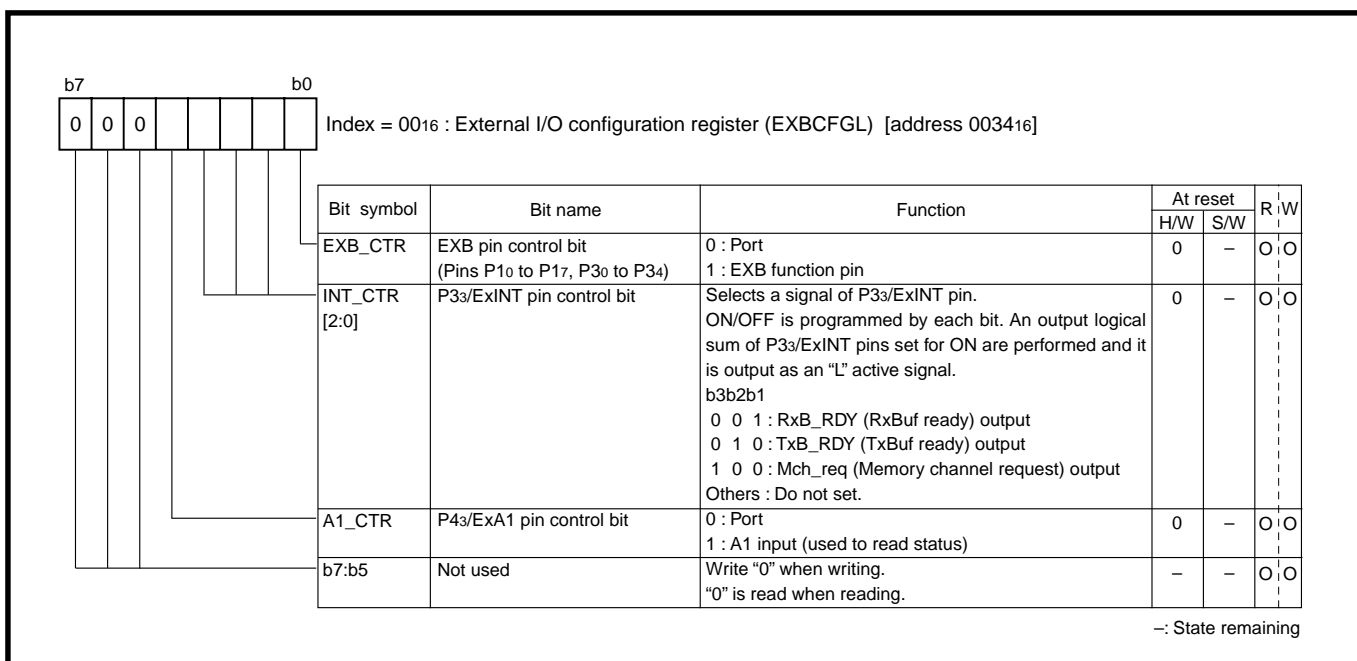 b7 b0
0 0 0 Index = 0016 : External I/O configuration register (EXBCFGL) [address 003416]
Bit symbol Bit name Function At reset R W
H/W S/W
EXB_CTR EXB pin control bit 0 : Port 0 – O O
(Pins P10 to P17, P30 to P34) 1 : EXB function pin
INT_CTR P33/ExINT pin control bit Selects a signal of P33/ExINT pin. 0 – O O
[2:0] ON/OFF is programmed by each bit. An output logical
sum of P33/ExINT pins set for ON are performed and it
is output as an “L” active signal.
b3b2b1
0 0 1 : RxB_RDY (RxBuf ready) output
0 1 0 : TxB_RDY (TxBuf ready) output
1 0 0 : Mch_req (Memory channel request) output
Others : Do not set.
A1_CTR P43/ExA1 pin control bit 0 : Port 0 – O O
1 : A1 input (used to read status)
b7:b5 Not used Write “0” when writing. – – O O
“0” is read when reading.
–: State remaining